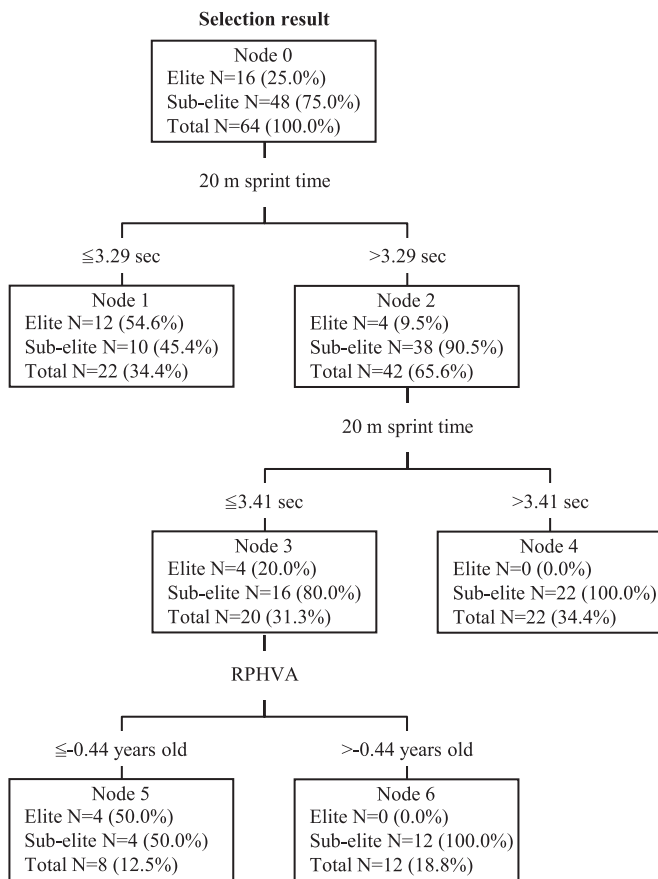 Selection result
Node 0
Elite N=16 (25.0%)
Sub-elite N=48 (75.0%)
Total N=64 (100.0%)
20 m sprint time
≦3.29 sec
>3.29 sec
Node 1
Elite N=12 (54.6%)
Sub-elite N=10 (45.4%)
Total N=22 (34.4%)
Node 2
Elite N=4 (9.5%)
Sub-elite N=38 (90.5%)
Total N=42 (65.6%)
20 m sprint time
≦3.41 sec
>3.41 sec
Node 3
Elite N=4 (20.0%)
Sub-elite N=16 (80.0%)
Total N=20 (31.3%)
Node 4
Elite N=0 (0.0%)
Sub-elite N=22 (100.0%)
Total N=22 (34.4%)
RPHVA
≦-0.44 years old
>-0.44 years old
Node 5
Elite N=4 (50.0%)
Sub-elite N=4 (50.0%)
Total N=8 (12.5%)
Node 6
Elite N=0 (0.0%)
Sub-elite N=12 (100.0%)
Total N=12 (18.8%)